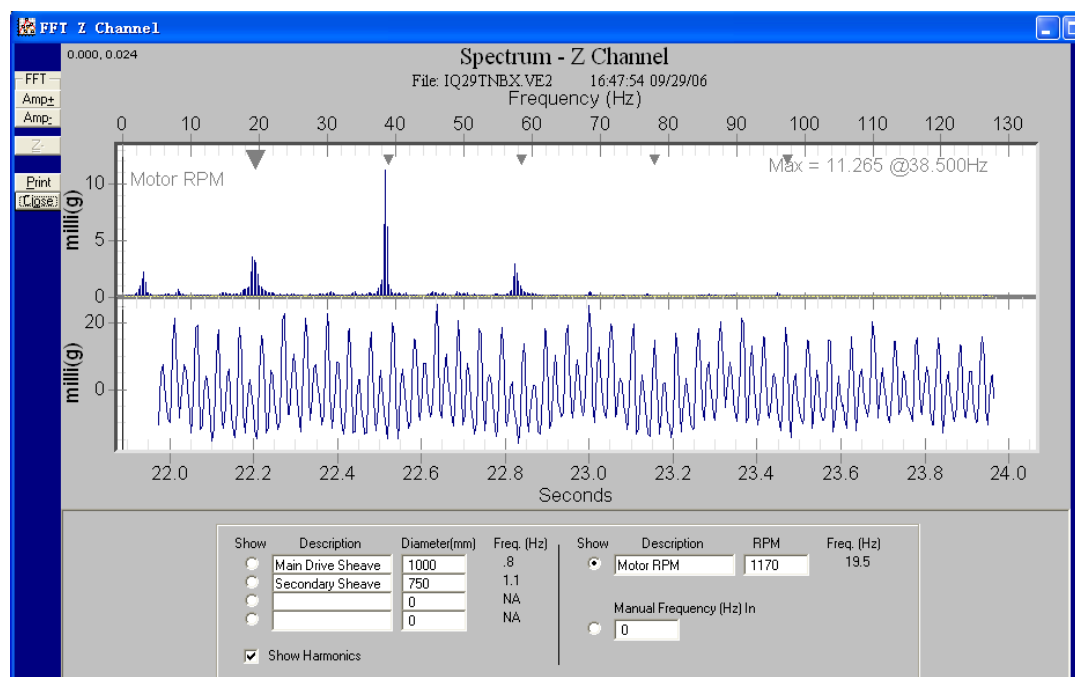 FFT Z Channel
0.000, 0.024
Spectrum - Z Channel
File: IQ29TNBX.VE2 16:47:54 09/29/06
Frequency (Hz)
FFT
Amp+
Amp-
Z-
Print
Close
0 10 20 30 40 50 60 70 80 90 100 110 120 130
Motor RPM
Max = 11.265 @38.500Hz
milli(g)
10
5
0
milli(g)
20
0
22.0 22.2 22.4 22.6 22.8 23.0 23.2 23.4 23.6 23.8 24.0
Seconds
Show Description Diameter(mm) Freq. (Hz)
Main Drive Sheave 1000 .8
Secondary Sheave 750 1.1
0 NA
0 NA
Show Harmonics
Show Description RPM Freq. (Hz)
Motor RPM 1170 19.5
Manual Frequency (Hz) In
0